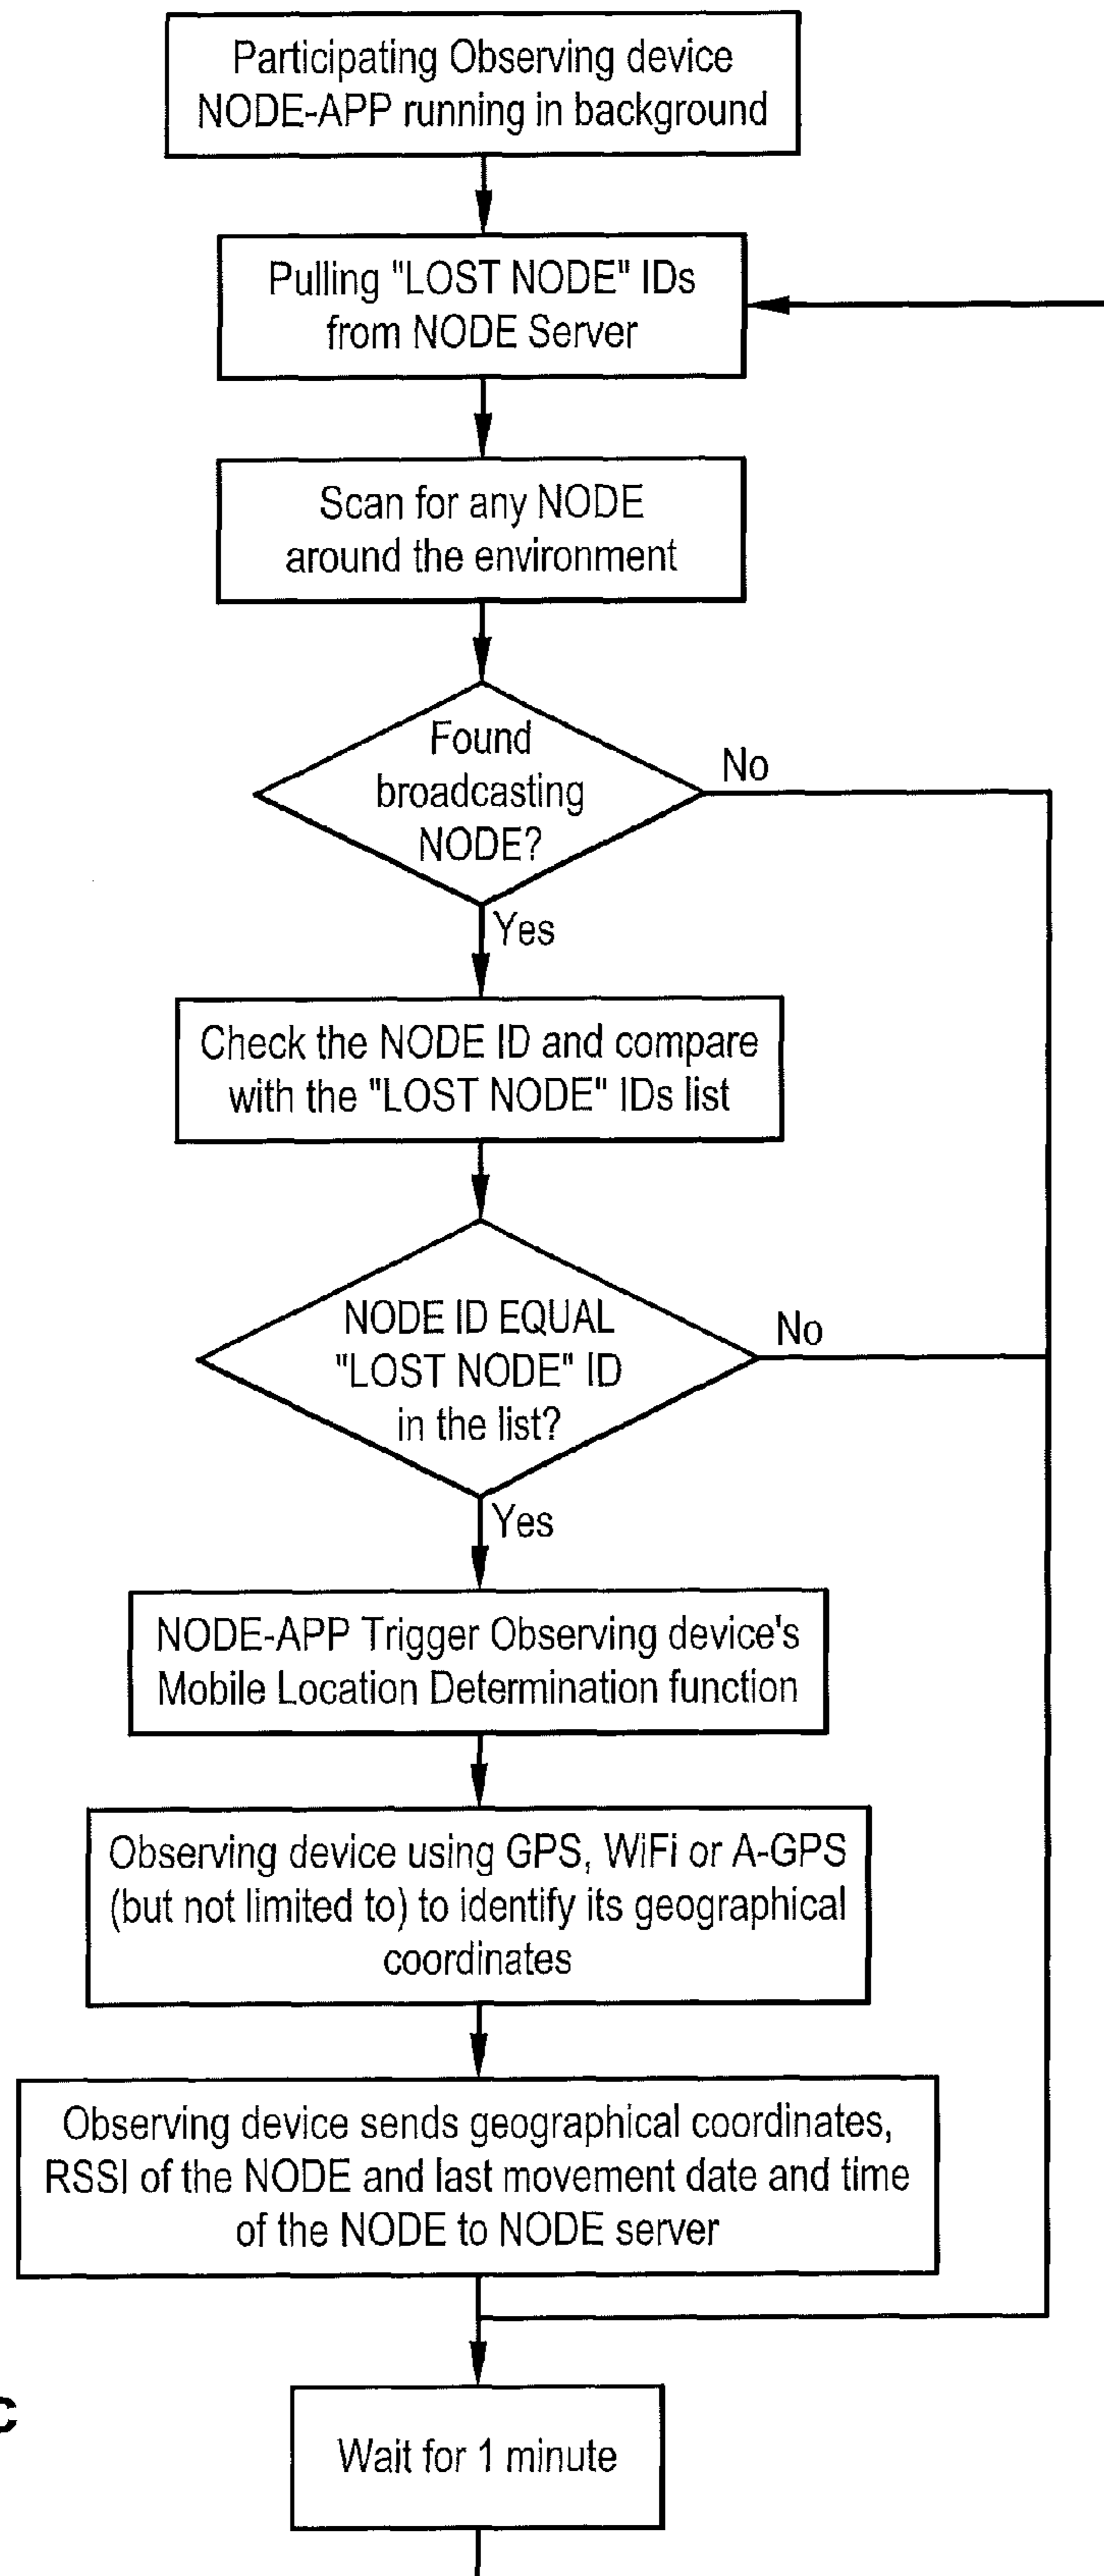 Participating Observing device
NODE-APP running in background
Pulling "LOST NODE" IDs
from NODE Server
Scan for any NODE
around the environment
Found
broadcasting
NODE?
No
Yes
Check the NODE ID and compare
with the "LOST NODE" IDs list
NODE ID EQUAL
"LOST NODE" ID
in the list?
No
Yes
NODE-APP Trigger Observing device's
Mobile Location Determination function
Observing device using GPS, WiFi or A-GPS
(but not limited to) to identify its geographical
coordinates
Observing device sends geographical coordinates,
RSSI of the NODE and last movement date and time
of the NODE to NODE server
Wait for 1 minute